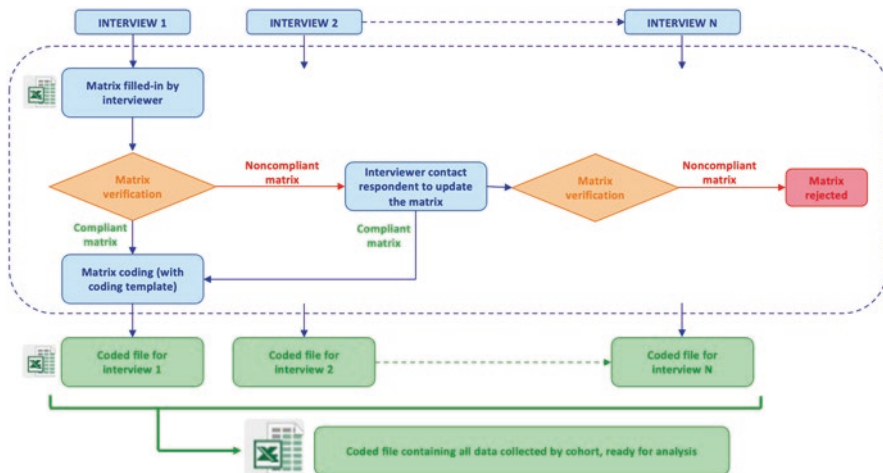 INTERVIEW 1
INTERVIEW 2
INTERVIEW N
Matrix filled-in by
interviewer
Matrix
verification
Noncompliant
matrix
Interviewer contact
respondent to update
the matrix
Matrix
verification
Noncompliant
matrix
Matrix
rejected
Compliant
matrix
Compliant
matrix
Matrix coding (with
coding template)
Coded file for
interview 1
Coded file for
interview 2
Coded file for
interview N
Coded file containing all data collected by cohort, ready for analysis